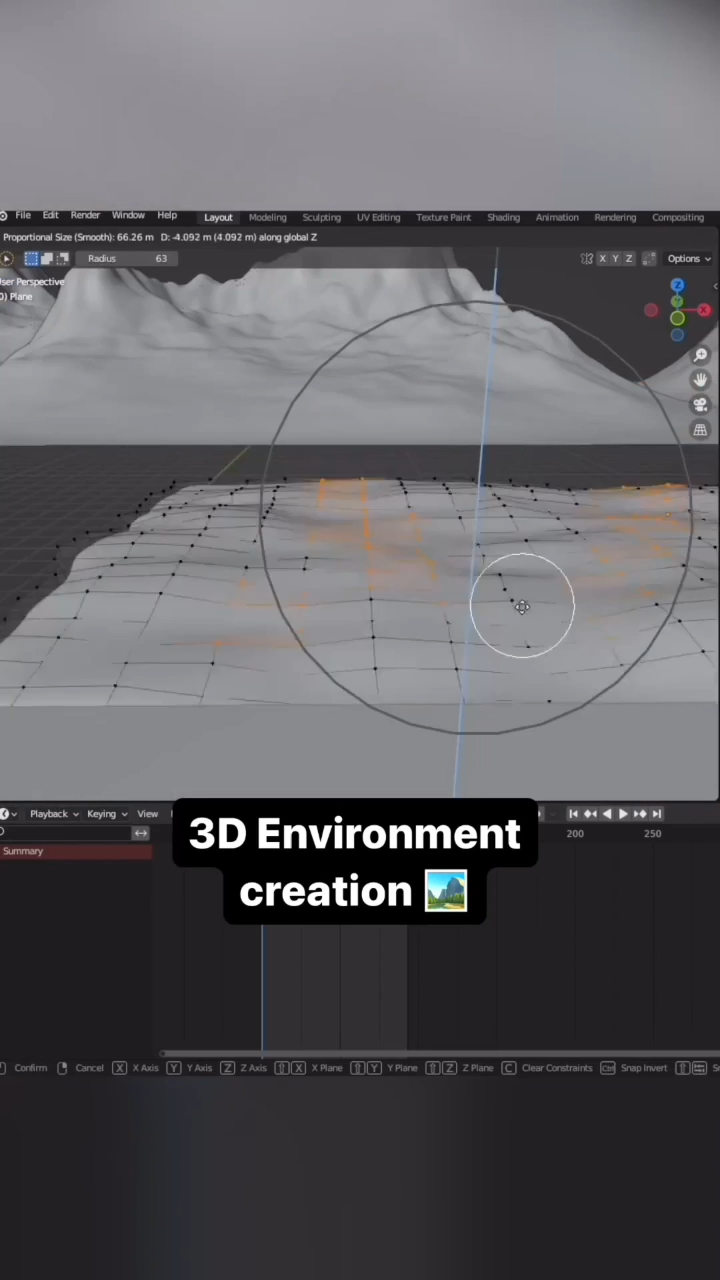 File Edit Render Window Help Layout Modeling Sculpting UV Editing Texture Paint Shading Animation Rendering Compositing
Proportional Size (Smooth): 66.26 m D: -4.092 m (4.092 m) along global Z
Radius 63 X Y Z Options
ser Perspective
0) Plane
Z
X
Playback Keying View
200 250
Summary
3D Environment
creation
Confirm Cancel X X Axis Y Y Axis Z Z Axis X X Plane Y Y Plane Z Z Plane C Clear Constraints Ctrl Snap Invert